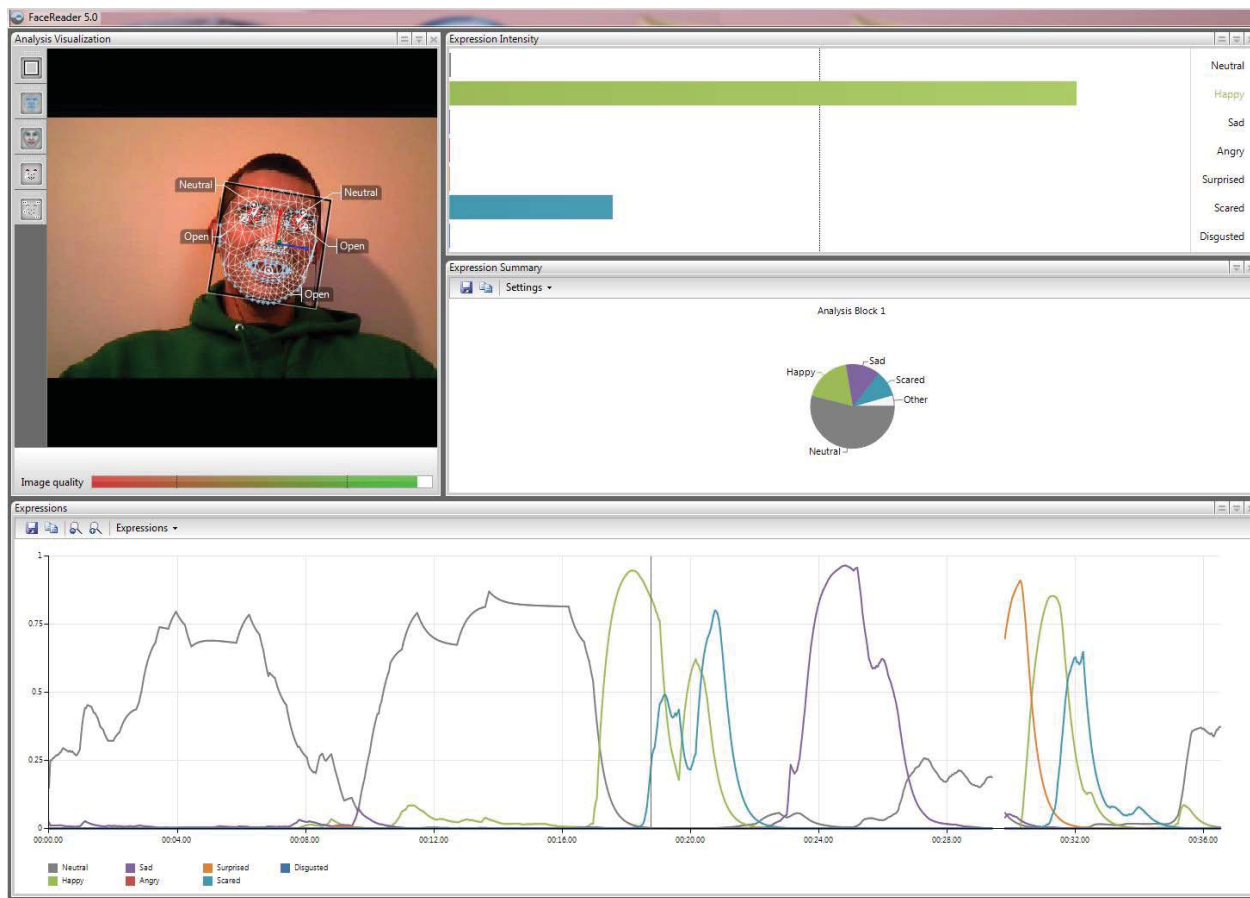 FaceReader 5.0
Analysis Visualization
Neutral
Neutral
Open
Open
Open
Image quality
Expression Intensity
Neutral
Happy
Sad
Angry
Surprised
Scared
Disgusted
Expression Summary
Settings
Analysis Block 1
Sad
Happy
Scared
Other
Neutral
Expressions
Expressions
1
0.75
0.5
0.25
0
00:00.00 00:04.00 00:08.00 00:12.00 00:16.00 00:20.00 00:24.00 00:28.00 00:32.00 00:36.00
Neutral Sad Surprised Disgusted
Happy Angry Scared